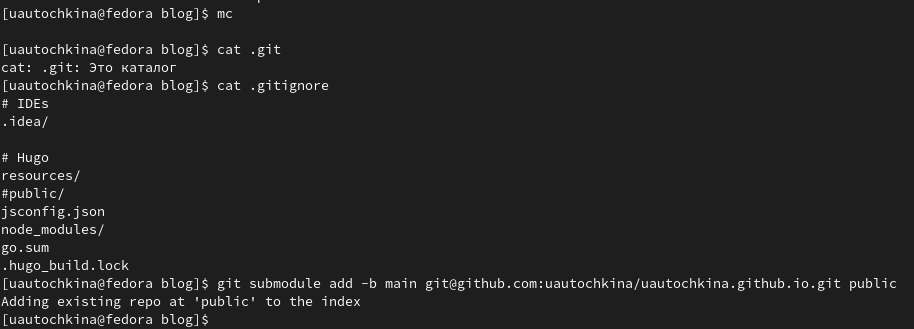 [uautochkina@fedora blog]$ mc
[uautochkina@fedora blog]$ cat .git
cat: .git: Это каталог
[uautochkina@fedora blog]$ cat .gitignore
# IDEs
.idea/
# Hugo
resources/
#public/
jsconfig.json
node_modules/
go.sum
.hugo_build.lock
[uautochkina@fedora blog]$ git submodule add -b main git@github.com:uautochkina/uautochkina.github.io.git public
Adding existing repo at 'public' to the index
[uautochkina@fedora blog]$